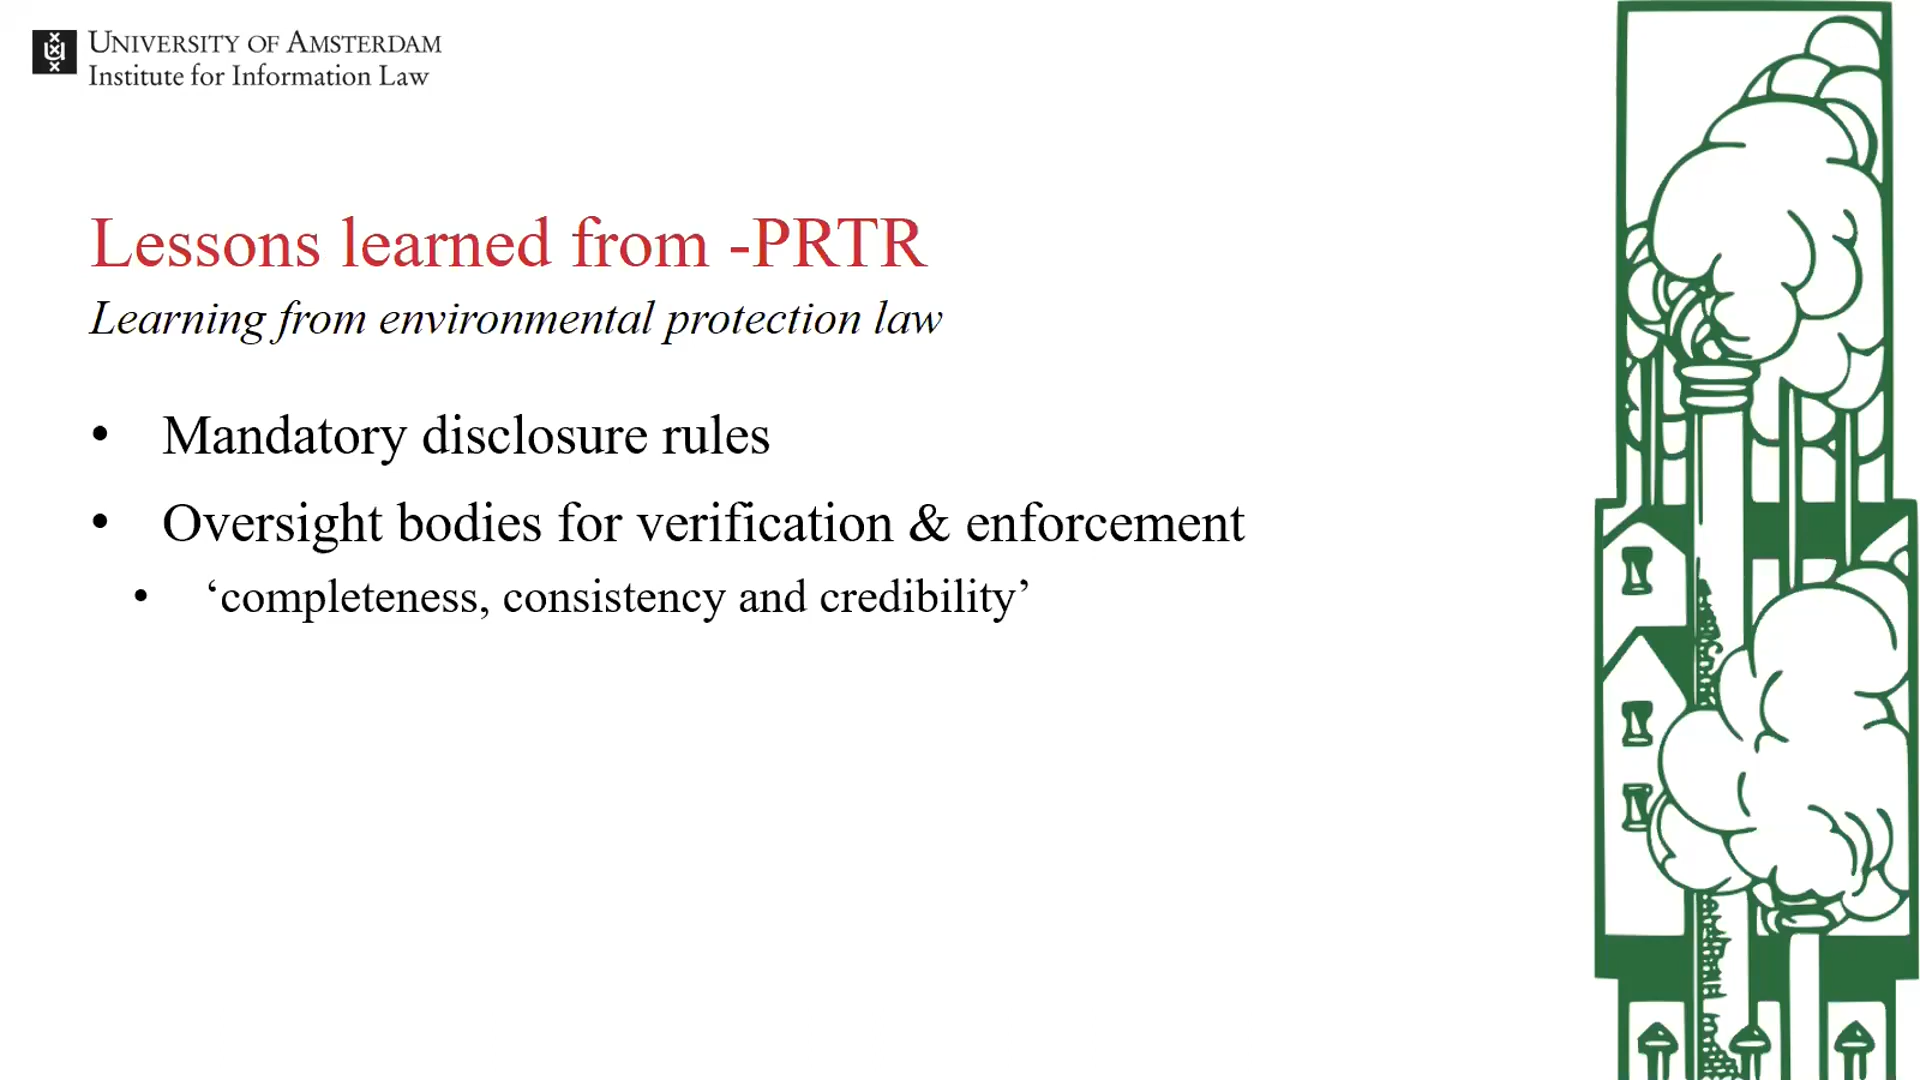 UNIVERSITY OF AMSTERDAM
Institute for Information Law
Lessons learned from -PRTR
Learning from environmental protection law
• Mandatory disclosure rules
• Oversight bodies for verification & enforcement
• ‘completeness, consistency and credibility’